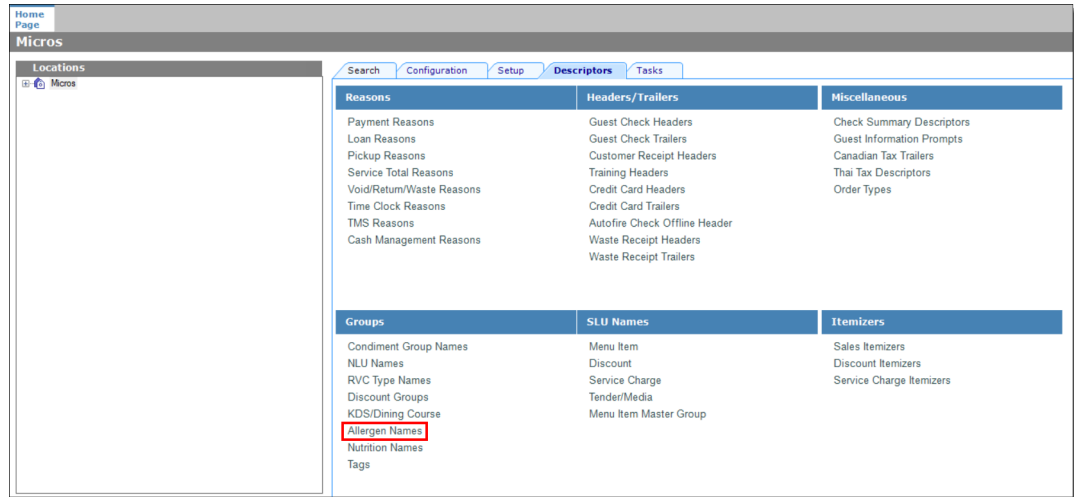 Home
Page
Micros
Locations
Micros
Search
Configuration
Setup
Descriptors
Tasks
Reasons
Payment Reasons
Loan Reasons
Pickup Reasons
Service Total Reasons
Void/Return/Waste Reasons
Time Clock Reasons
TMS Reasons
Cash Management Reasons
Headers/Trailers
Guest Check Headers
Guest Check Trailers
Customer Receipt Headers
Training Headers
Credit Card Headers
Credit Card Trailers
Autofire Check Offline Header
Waste Receipt Headers
Waste Receipt Trailers
Miscellaneous
Check Summary Descriptors
Guest Information Prompts
Canadian Tax Trailers
Thai Tax Descriptors
Order Types
Groups
Condiment Group Names
NLU Names
RVC Type Names
Discount Groups
KDS/Dining Course
Allergen Names
Nutrition Names
Tags
SLU Names
Menu Item
Discount
Service Charge
Tender/Media
Menu Item Master Group
Itemizers
Sales Itemizers
Discount Itemizers
Service Charge Itemizers